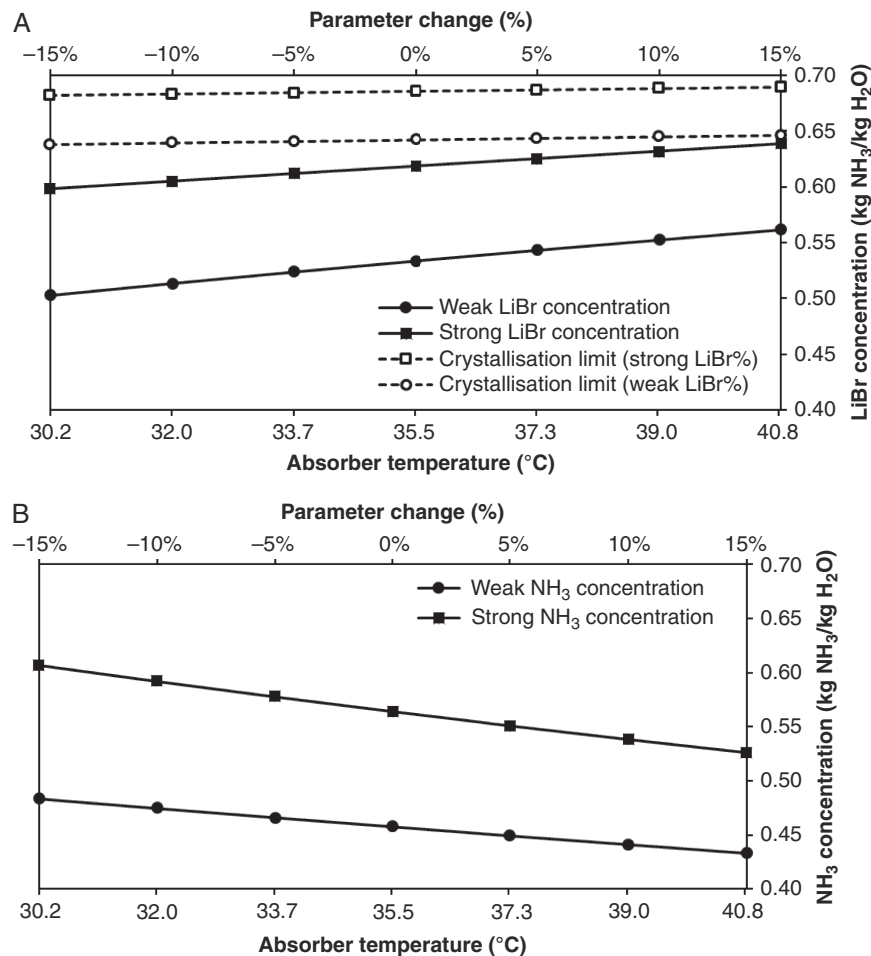 A
Parameter change (%)
–15% –10% –5% 0% 5% 10% 15%
0.70
0.65
0.60
0.55
0.50
0.45
0.40
LiBr concentration (kg NH₃/kg H₂O)
Weak LiBr concentration
Strong LiBr concentration
Crystallisation limit (strong LiBr%)
Crystallisation limit (weak LiBr%)
30.2 32.0 33.7 35.5 37.3 39.0 40.8
Absorber temperature (°C)
B
Parameter change (%)
–15% –10% –5% 0% 5% 10% 15%
0.70
0.65
0.60
0.55
0.50
0.45
0.40
NH₃ concentration (kg NH₃/kg H₂O)
Weak NH₃ concentration
Strong NH₃ concentration
30.2 32.0 33.7 35.5 37.3 39.0 40.8
Absorber temperature (°C)